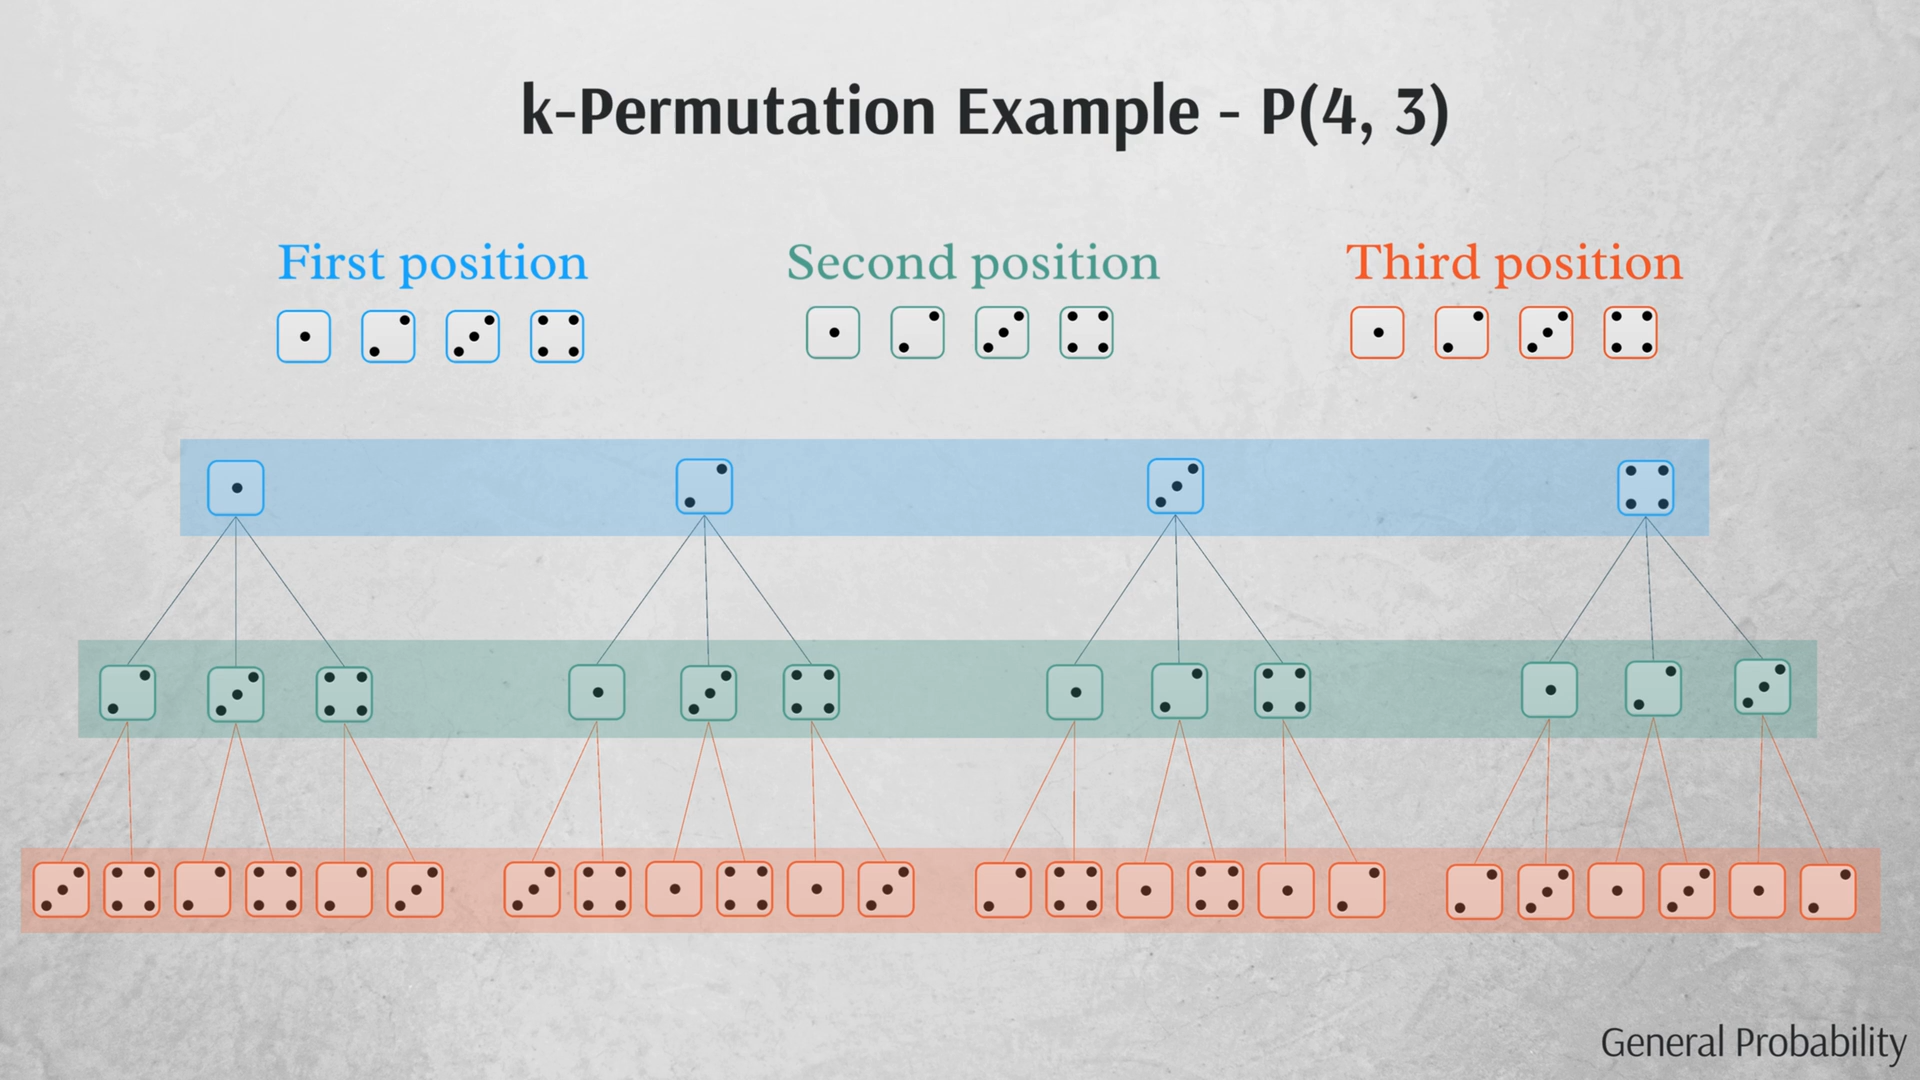 k-Permutation Example - P(4, 3)
First position
Second position
Third position
General Probability